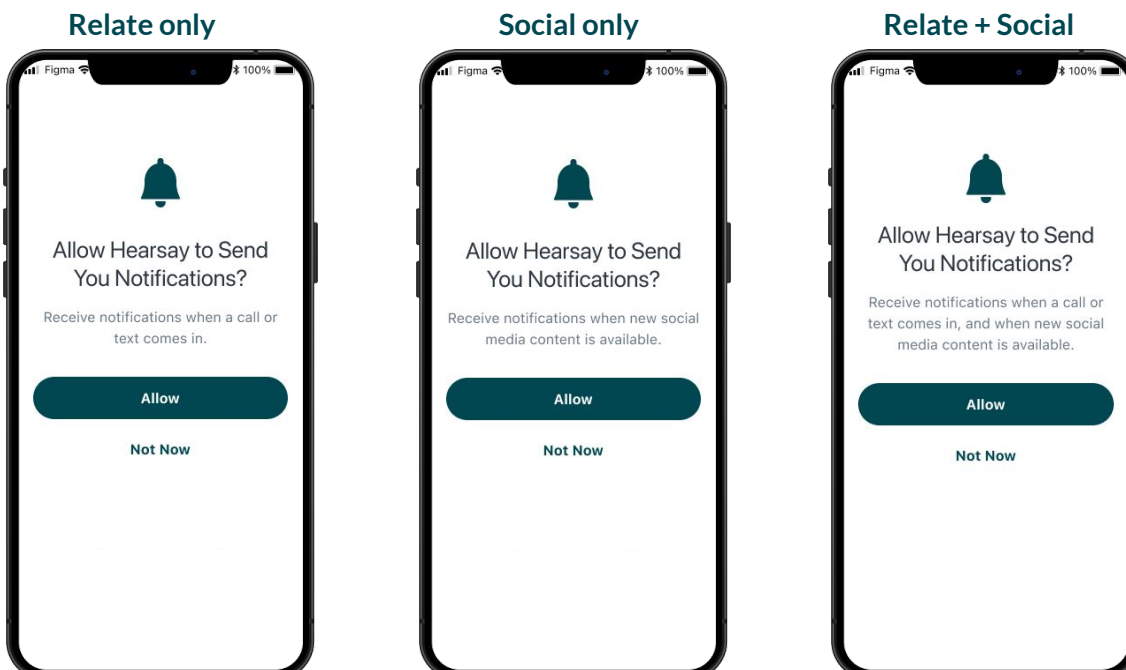 Relate only
Figma
100%
Allow Hearsay to Send
You Notifications?
Receive notifications when a call or
text comes in.
Allow
Not Now
Social only
Figma
100%
Allow Hearsay to Send
You Notifications?
Receive notifications when new social
media content is available.
Allow
Not Now
Relate + Social
Figma
100%
Allow Hearsay to Send
You Notifications?
Receive notifications when a call or
text comes in, and when new social
media content is available.
Allow
Not Now